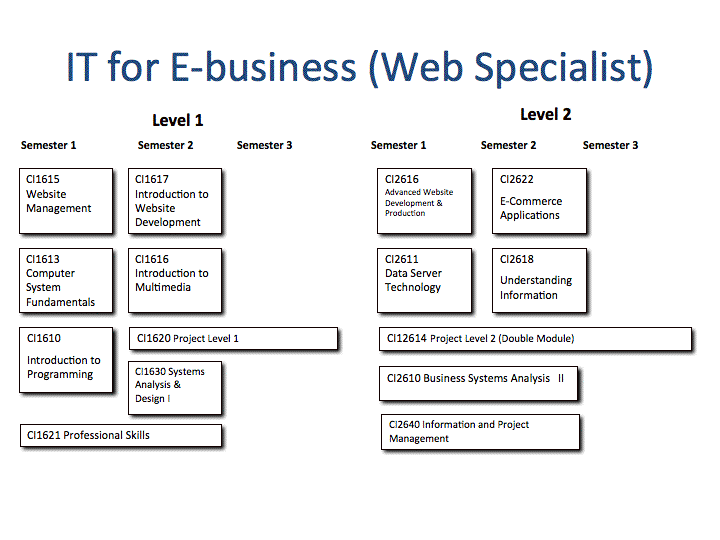 IT for E-business (Web Specialist)
Level 1
Level 2
Semester 1
Semester 2
Semester 3
Semester 1
Semester 2
Semester 3
CI1615
Website
Management
CI1617
Introduction to
Website
Development
CI2616
Advanced Website
Development &
Production
CI2622
E-Commerce
Applications
CI1613
Computer
System
Fundamentals
CI1616
Introduction to
Multimedia
CI2611
Data Server
Technology
CI2618
Understanding
Information
CI1610
Introduction to
Programming
CI1620 Project Level 1
CI12614 Project Level 2 (Double Module)
CI1630 Systems
Analysis &
Design I
CI2610 Business Systems Analysis II
CI1621 Professional Skills
CI2640 Information and Project
Management